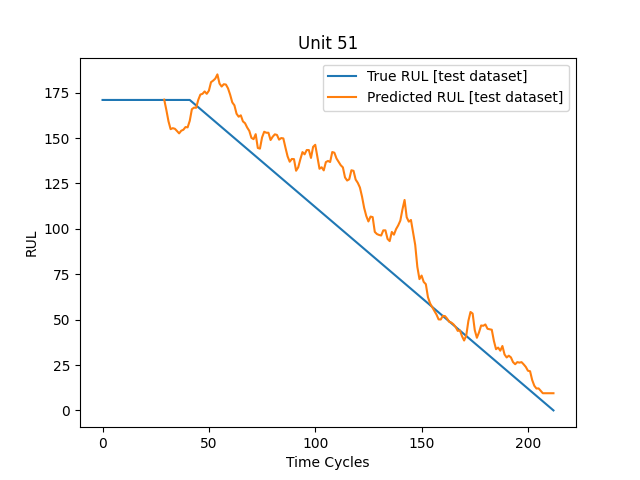 Unit 51
True RUL [test dataset]
Predicted RUL [test dataset]
175
150
125
100
75
50
25
0
RUL
0 50 100 150 200
Time Cycles